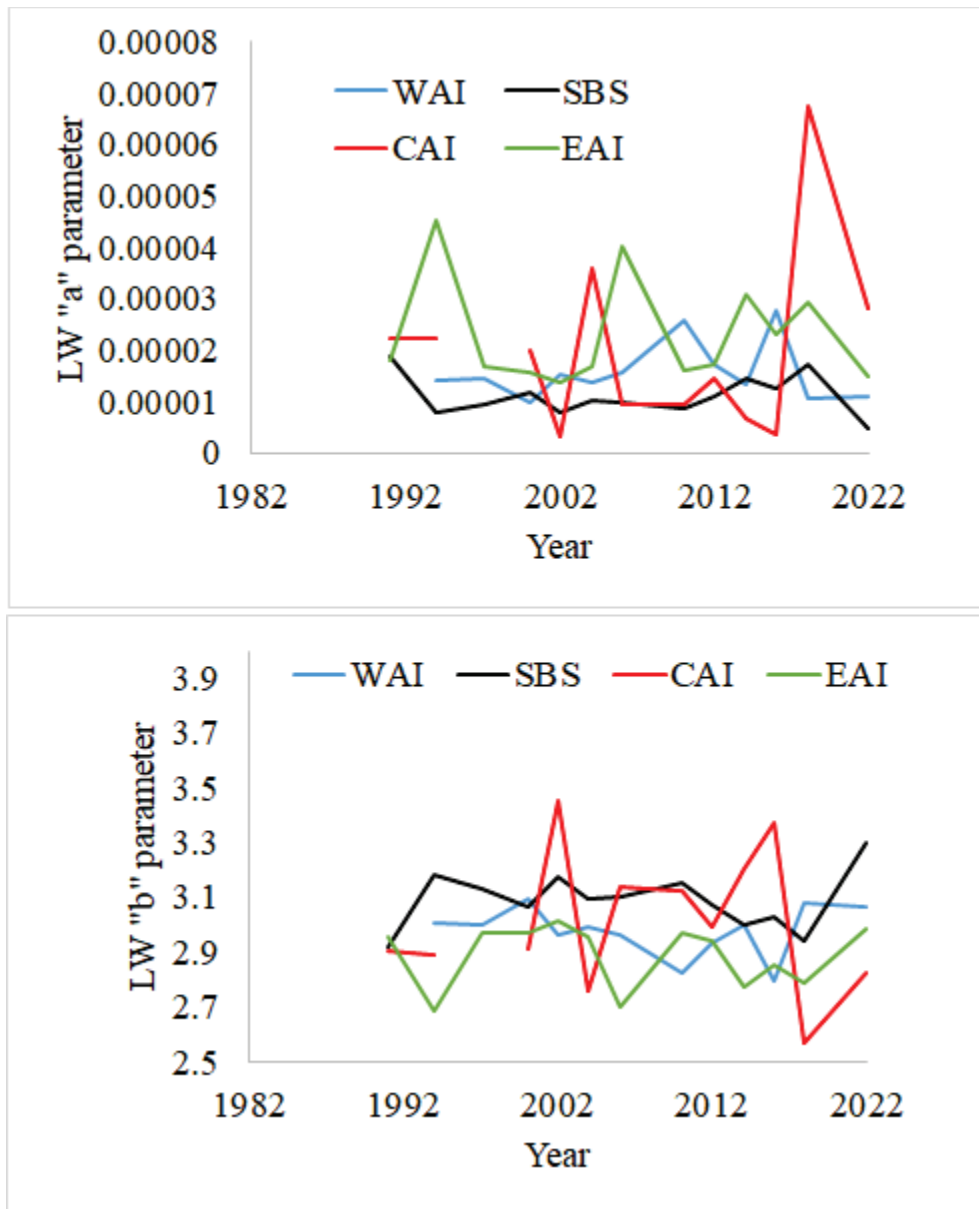 0.00008
0.00007
0.00006
0.00005
0.00004
0.00003
0.00002
0.00001
0
LW "a" parameter
WAI SBS
CAI EAI
1982 1992 2002 2012 2022
Year
WAI SBS CAI EAI
3.9
3.7
3.5
3.3
3.1
2.9
2.7
2.5
LW "b" parameter
1982 1992 2002 2012 2022
Year